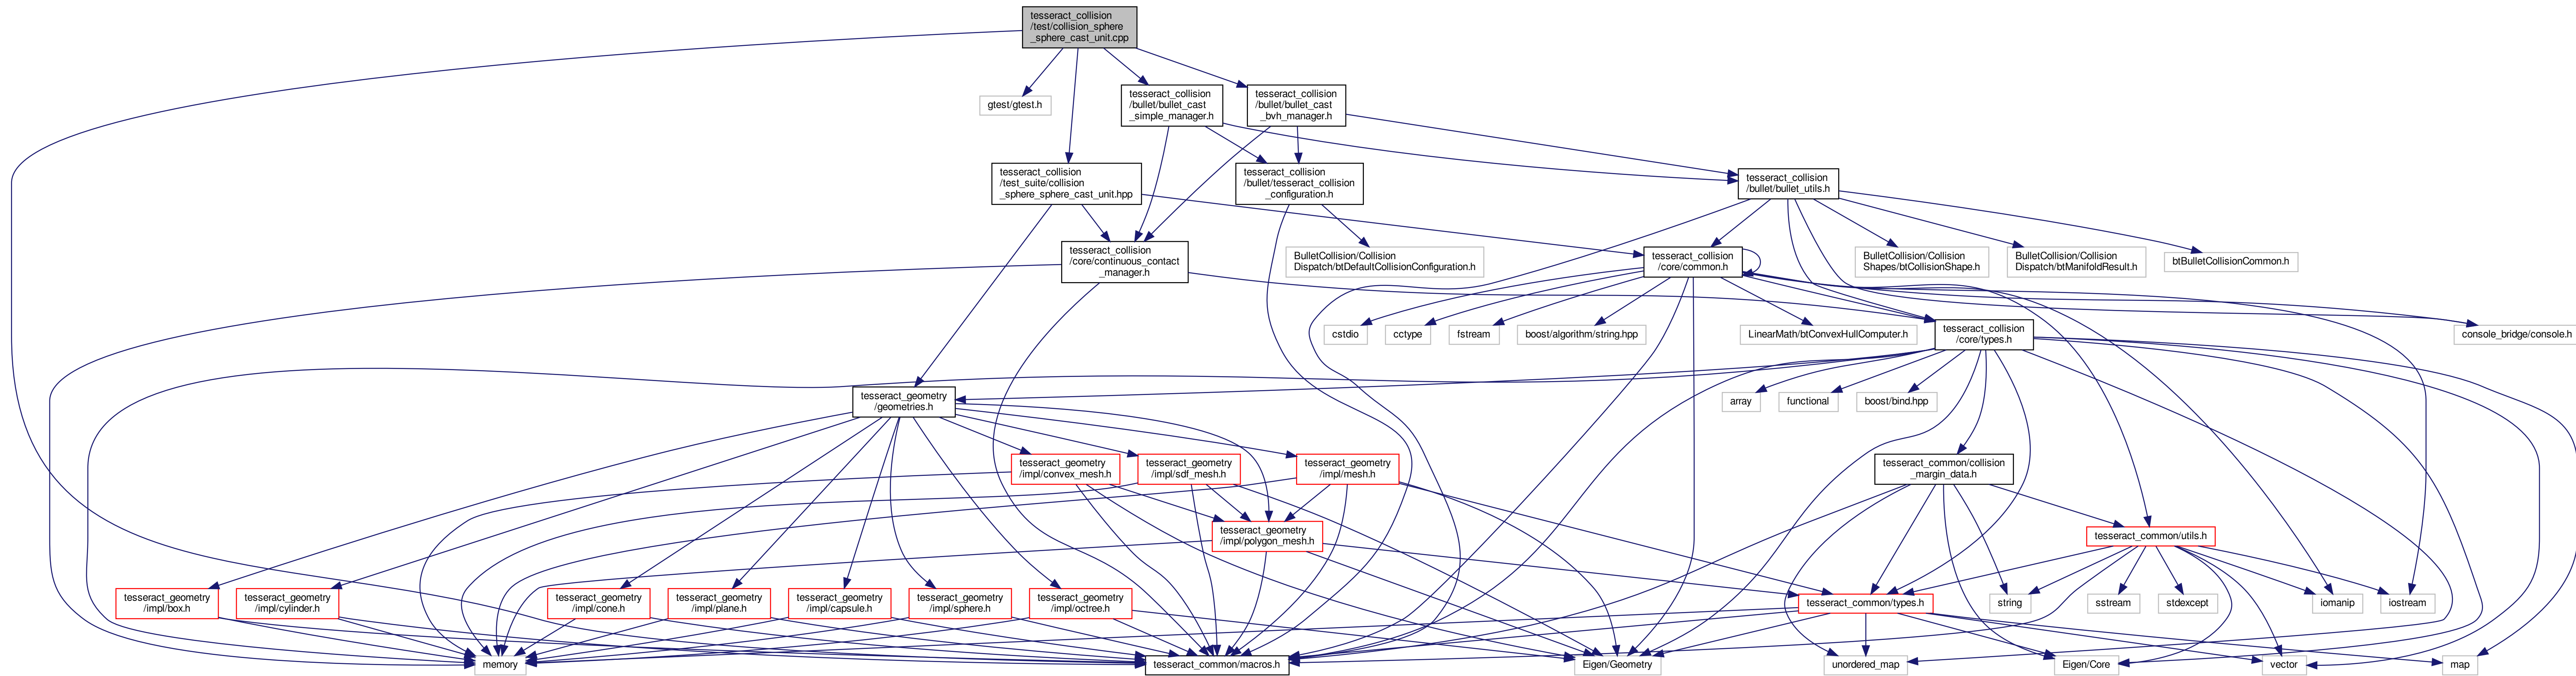 tesseract_collision
/test/collision_sphere
_sphere_cast_unit.cpp
gtest/gtest.h
tesseract_collision
/bullet/bullet_cast
_simple_manager.h
tesseract_collision
/bullet/bullet_cast
_bvh_manager.h
tesseract_collision
/test_suite/collision
_sphere_sphere_cast_unit.hpp
tesseract_collision
/bullet/tesseract_collision
_configuration.h
tesseract_collision
/bullet/bullet_utils.h
tesseract_collision
/core/continuous_contact
_manager.h
BulletCollision/Collision
Dispatch/btDefaultCollisionConfiguration.h
tesseract_collision
/core/common.h
BulletCollision/Collision
Shapes/btCollisionShape.h
BulletCollision/Collision
Dispatch/btManifoldResult.h
btBulletCollisionCommon.h
cstdio
cctype
fstream
boost/algorithm/string.hpp
LinearMath/btConvexHullComputer.h
tesseract_collision
/core/types.h
console_bridge/console.h
tesseract_geometry
/geometries.h
array
functional
boost/bind.hpp
tesseract_geometry
/impl/convex_mesh.h
tesseract_geometry
/impl/sdf_mesh.h
tesseract_geometry
/impl/mesh.h
tesseract_common/collision
_margin_data.h
tesseract_geometry
/impl/polygon_mesh.h
tesseract_common/utils.h
tesseract_geometry
/impl/box.h
tesseract_geometry
/impl/cylinder.h
tesseract_geometry
/impl/cone.h
tesseract_geometry
/impl/plane.h
tesseract_geometry
/impl/capsule.h
tesseract_geometry
/impl/sphere.h
tesseract_geometry
/impl/octree.h
tesseract_common/types.h
string
sstream
stdexcept
iomanip
iostream
memory
tesseract_common/macros.h
Eigen/Geometry
unordered_map
Eigen/Core
vector
map